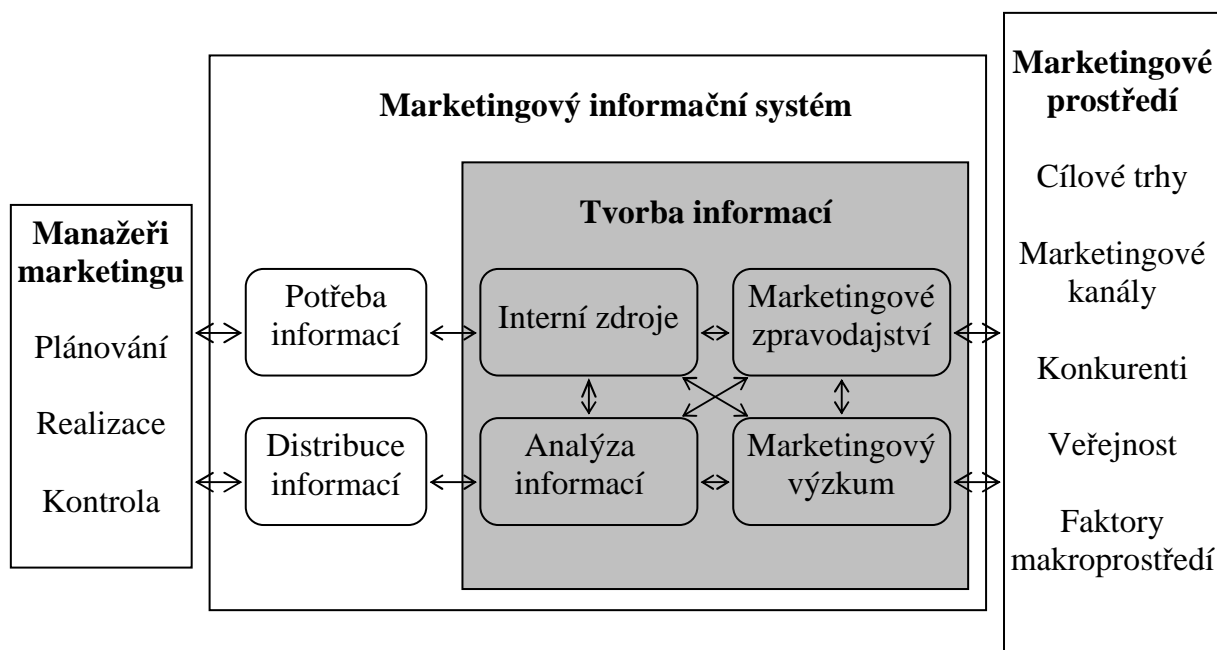 Marketingový informační systém
Tvorba informací
Manažeři
marketingu
Plánování
Realizace
Kontrola
Potřeba
informací
Distribuce
informací
Interní zdroje
Marketingové
zpravodajství
Analýza
informací
Marketingový
výzkum
Marketingové
prostředí
Cílové trhy
Marketingové
kanály
Konkurenti
Veřejnost
Faktory
makroprostředí